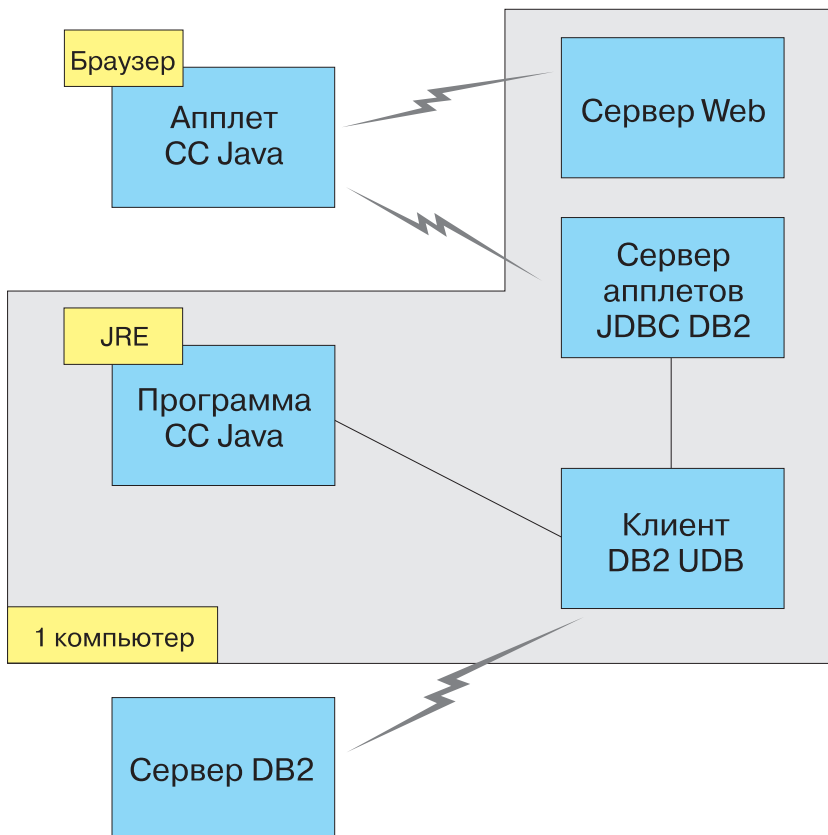 Браузер
Апплет
CC Java
Сервер Web
Сервер
апплетов
JDBC DB2
JRE
Программа
CC Java
Клиент
DB2 UDB
1 компьютер
Сервер DB2